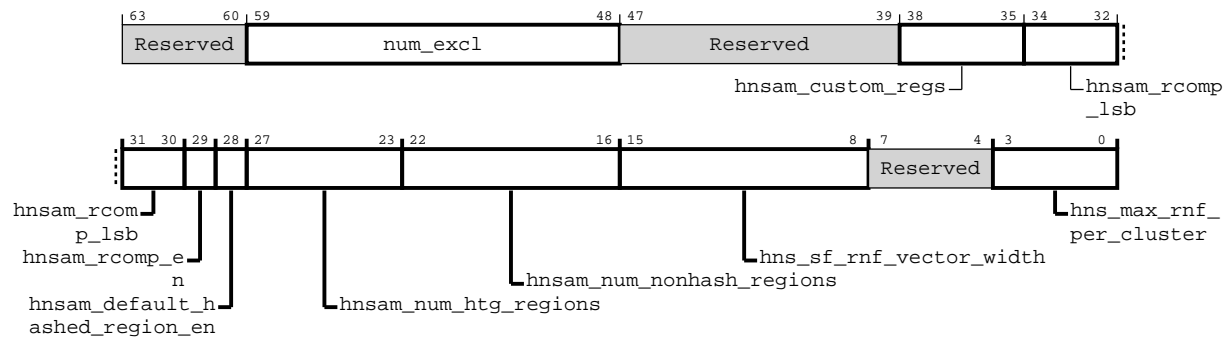 63 60 59 48 47 39 38 35 34 32
Reserved num_excl Reserved
hnsam_custom_regs hnsam_rcomp
_lsb
31 30 29 28 27 23 22 16 15 8 7 4 3 0
Reserved
hnsam_rcom
p_lsb
hns_max_rnf_
per_cluster
hnsam_rcomp_e
n
hns_sf_rnf_vector_width
hnsam_num_nonhash_regions
hnsam_default_h
ashed_region_en
hnsam_num_htg_regions